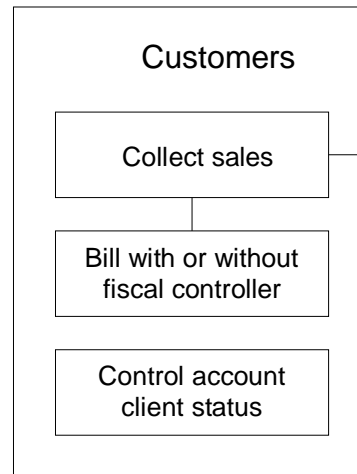 Customers
Collect sales
Bill with or without
fiscal controller
Control account
client status